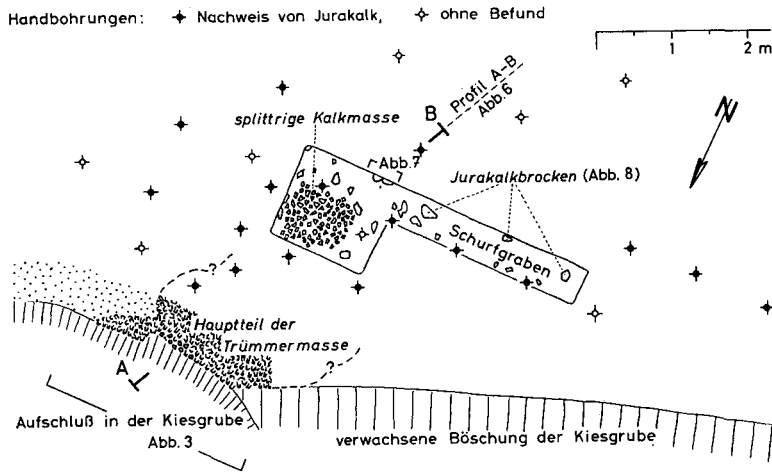 Handbohrungen: Nachweis von Jurakalk, ohne Befund
1 2 m
Profil A-B
Abb. 6
B
N
splittrige Kalkmasse
Abb. 7
Jurakalkbrocken (Abb. 8)
Schurfgraben
?
Hauptteil der
Trümmermasse
?
A
Aufschluß in der Kiesgrube
Abb. 3
verwachsene Böschung der Kiesgrube